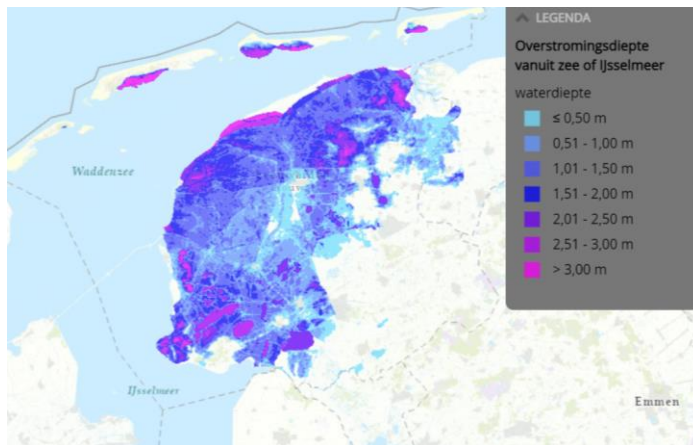 LEGENDA
Overstromingsdiepte
vanuit zee of IJsselmeer
waterdiepte
≤ 0,50 m
0,51 - 1,00 m
1,01 - 1,50 m
1,51 - 2,00 m
2,01 - 2,50 m
2,51 - 3,00 m
> 3,00 m
Waddenzee
IJsselmeer
Emmen